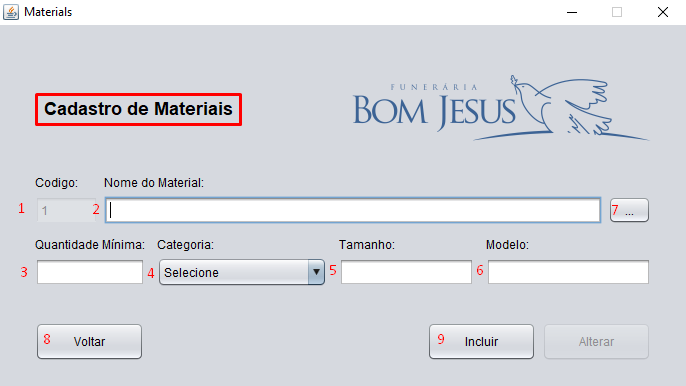 Materials
FUNERÁRIA
BOM JESUS
Cadastro de Materiais
Codigo: Nome do Material:
1 1 2 7 ...
Quantidade Mínima: Categoria: Tamanho: Modelo:
3 4 Selecione 5 6
8 Voltar 9 Incluir Alterar